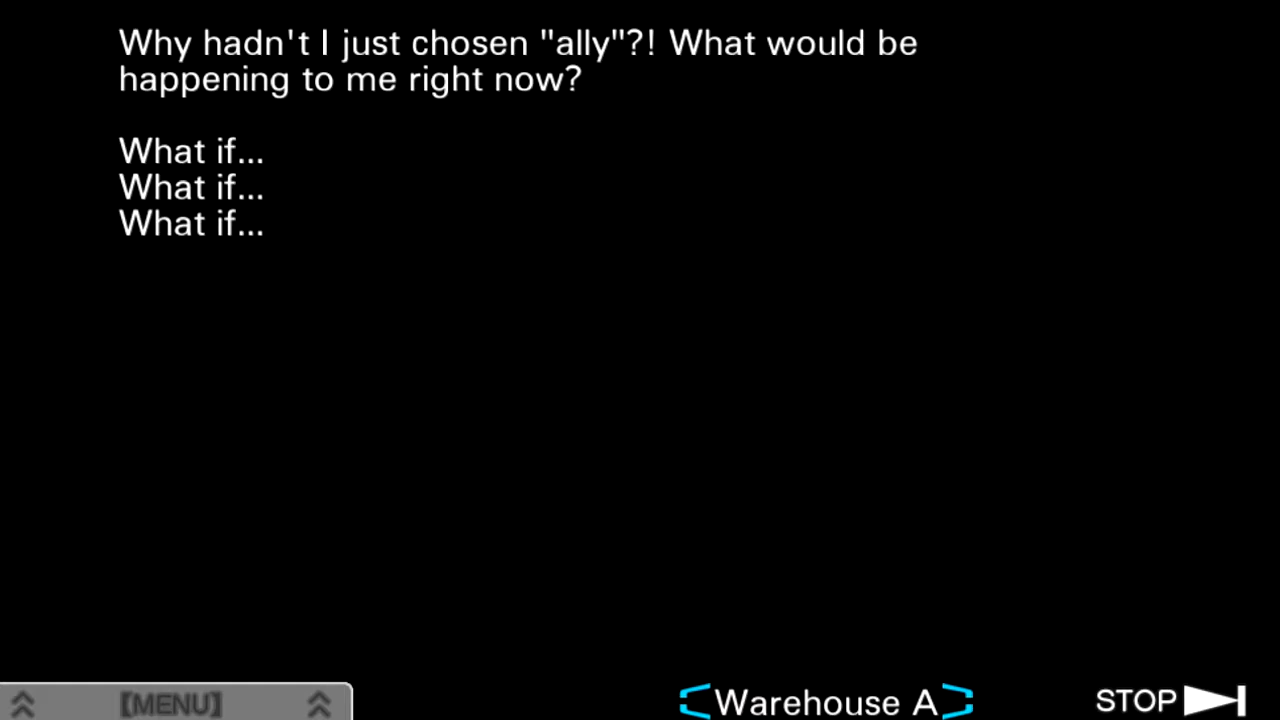 Why hadn't I just chosen "ally"?! What would be
happening to me right now?
What if...
What if...
What if...
[MENU]
Warehouse A
STOP